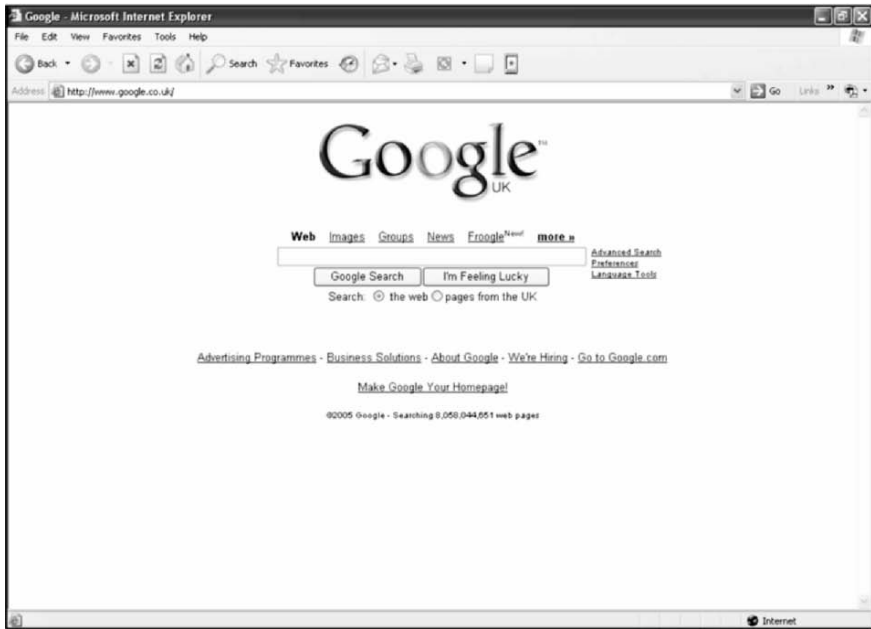 Google - Microsoft Internet Explorer
File Edit View Favorites Tools Help
Back Search Favorites
Address http://www.google.co.uk/ Go Links »
Google™
UK
Web Images Groups News Froogle New! more »
Advanced Search
Preferences
Language Tools
Google Search I'm Feeling Lucky
Search: the web pages from the UK
Advertising Programmes - Business Solutions - About Google - We're Hiring - Go to Google.com
Make Google Your Homepage!
©2005 Google - Searching 8,058,044,651 web pages
Internet